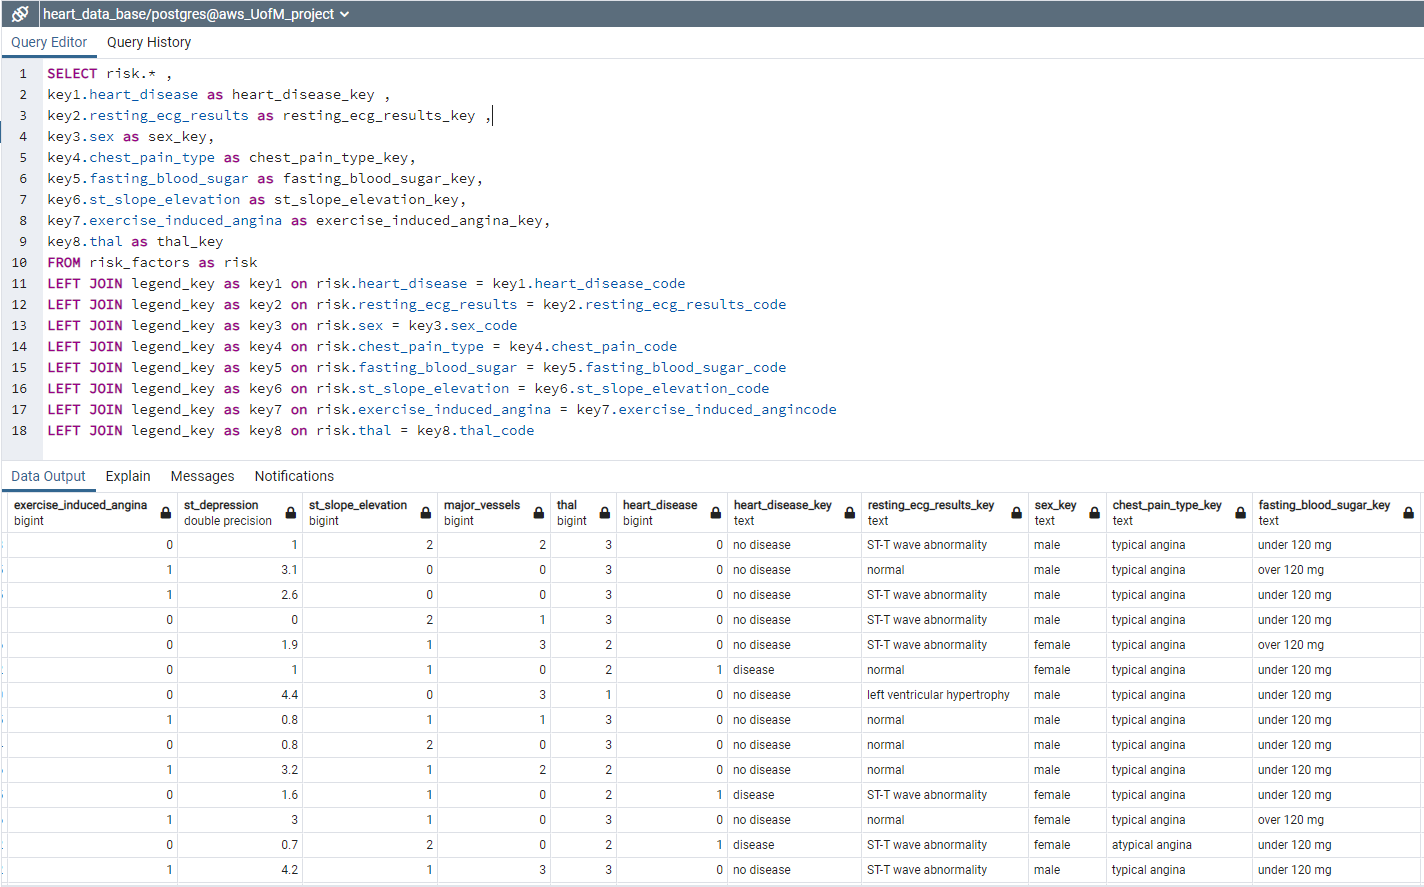 heart_data_base/postgres@aws_UofM_project
Query Editor Query History
1 SELECT risk.* ,
2 key1.heart_disease as heart_disease_key ,
3 key2.resting_ecg_results as resting_ecg_results_key ,
4 key3.sex as sex_key,
5 key4.chest_pain_type as chest_pain_type_key,
6 key5.fasting_blood_sugar as fasting_blood_sugar_key,
7 key6.st_slope_elevation as st_slope_elevation_key,
8 key7.exercise_induced_angina as exercise_induced_angina_key,
9 key8.thal as thal_key
10 FROM risk_factors as risk
11 LEFT JOIN legend_key as key1 on risk.heart_disease = key1.heart_disease_code
12 LEFT JOIN legend_key as key2 on risk.resting_ecg_results = key2.resting_ecg_results_code
13 LEFT JOIN legend_key as key3 on risk.sex = key3.sex_code
14 LEFT JOIN legend_key as key4 on risk.chest_pain_type = key4.chest_pain_code
15 LEFT JOIN legend_key as key5 on risk.fasting_blood_sugar = key5.fasting_blood_sugar_code
16 LEFT JOIN legend_key as key6 on risk.st_slope_elevation = key6.st_slope_elevation_code
17 LEFT JOIN legend_key as key7 on risk.exercise_induced_angina = key7.exercise_induced_angincode
18 LEFT JOIN legend_key as key8 on risk.thal = key8.thal_code
Data Output Explain Messages Notifications
exercise_induced_angina st_depression st_slope_elevation major_vessels thal heart_disease heart_disease_key resting_ecg_results_key sex_key chest_pain_type_key fasting_blood_sugar_key
bigint double precision bigint bigint bigint bigint text text text text text
0 1 2 2 3 0 no disease ST-T wave abnormality male typical angina under 120 mg
1 3.1 0 0 3 0 no disease normal male typical angina over 120 mg
1 2.6 0 0 3 0 no disease ST-T wave abnormality male typical angina under 120 mg
0 0 2 1 3 0 no disease ST-T wave abnormality male typical angina under 120 mg
0 1.9 1 3 2 0 no disease ST-T wave abnormality female typical angina over 120 mg
0 1 1 0 2 1 disease normal female typical angina under 120 mg
0 4.4 0 3 1 0 no disease left ventricular hypertrophy male typical angina under 120 mg
1 0.8 1 1 3 0 no disease normal male typical angina under 120 mg
0 0.8 2 0 3 0 no disease normal male typical angina under 120 mg
1 3.2 1 2 2 0 no disease normal male typical angina under 120 mg
0 1.6 1 0 2 1 disease ST-T wave abnormality female typical angina under 120 mg
1 3 1 0 3 0 no disease normal female typical angina over 120 mg
0 0.7 2 0 2 1 disease ST-T wave abnormality female atypical angina under 120 mg
1 4.2 1 3 3 0 no disease ST-T wave abnormality male typical angina under 120 mg